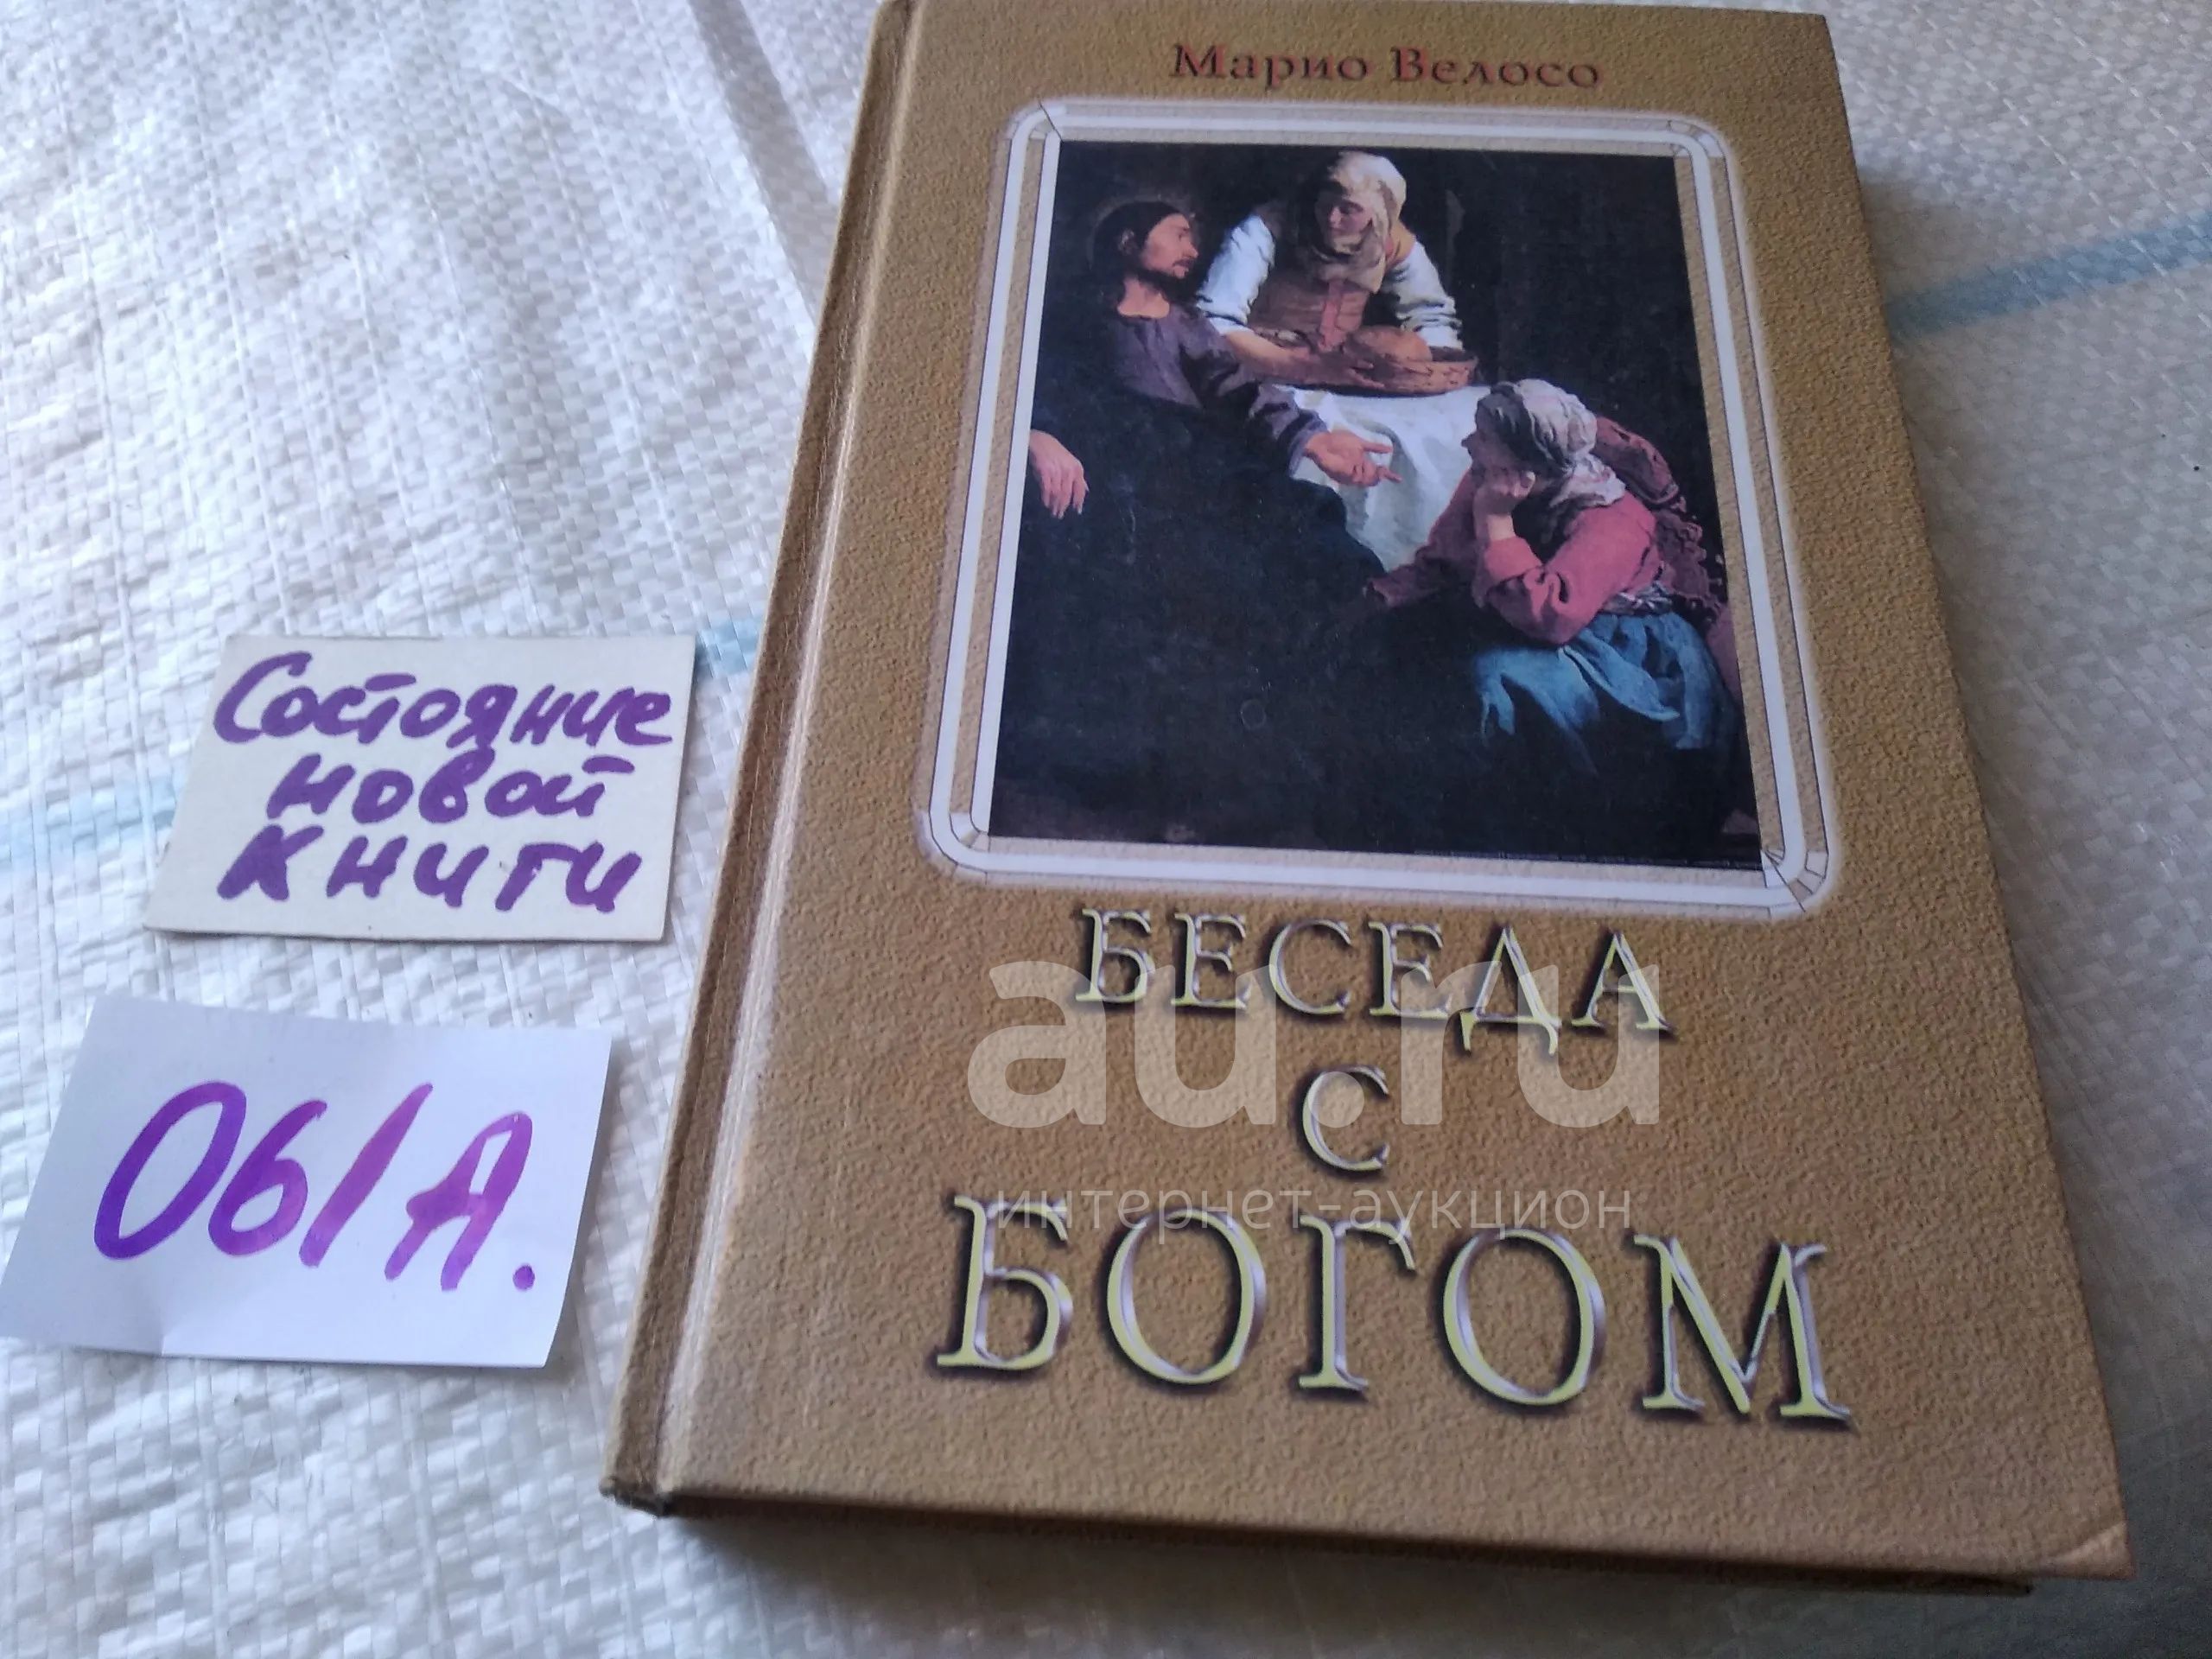 Марио Велосо
БЕСЕДА
С
БОГОМ
Состояние
новой
книги
061А.
au.ru
интернет-аукцион